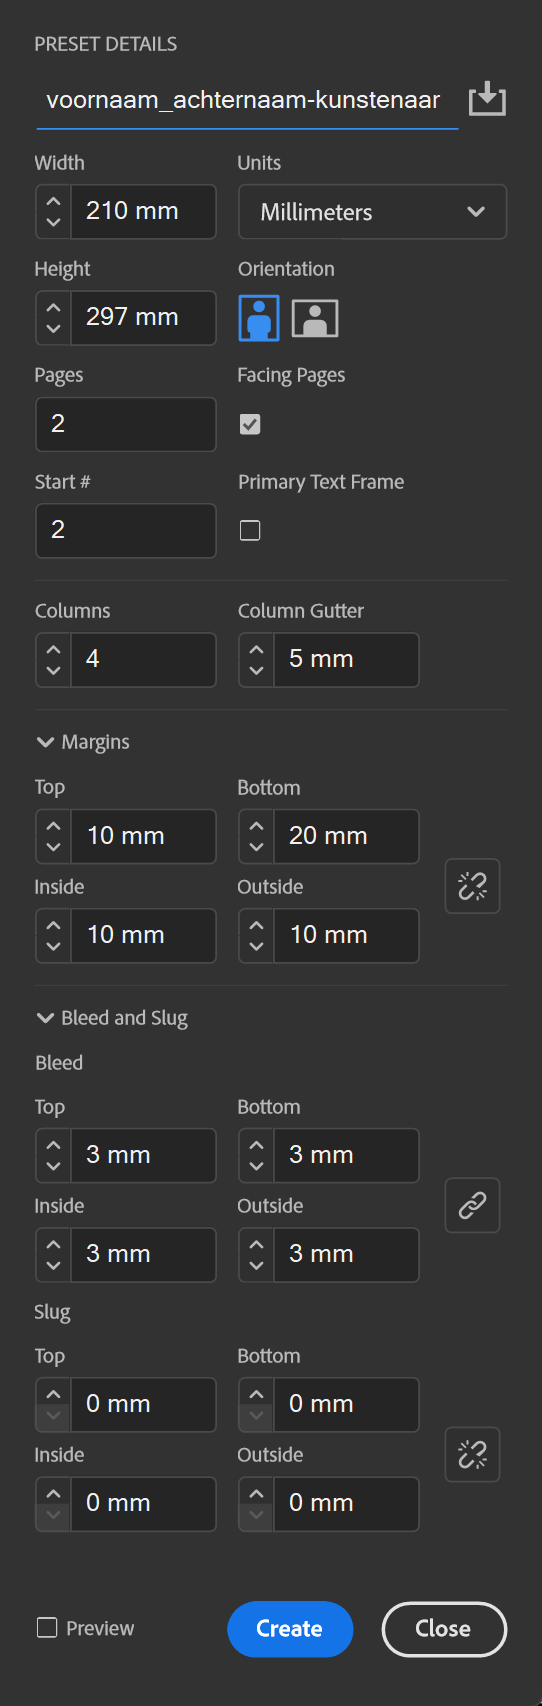 PRESET DETAILS
voornaam_achternaam-kunstenaar
Width Units
210 mm Millimeters
Height Orientation
297 mm
Pages Facing Pages
2
Start # Primary Text Frame
2
Columns Column Gutter
4 5 mm
Margins
Top Bottom
10 mm 20 mm
Inside Outside
10 mm 10 mm
Bleed and Slug
Bleed
Top Bottom
3 mm 3 mm
Inside Outside
3 mm 3 mm
Slug
Top Bottom
0 mm 0 mm
Inside Outside
0 mm 0 mm
Preview Create Close